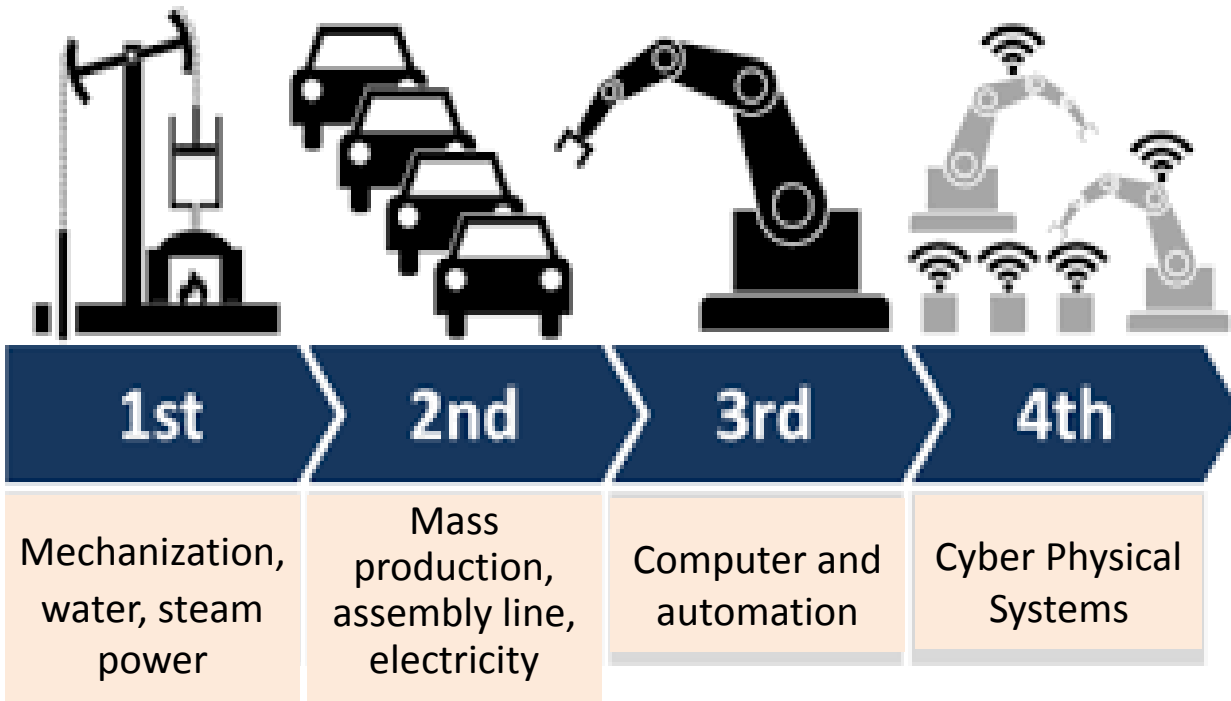 1st
2nd
3rd
4th
Mechanization,
water, steam
power
Mass
production,
assembly line,
electricity
Computer and
automation
Cyber Physical
Systems